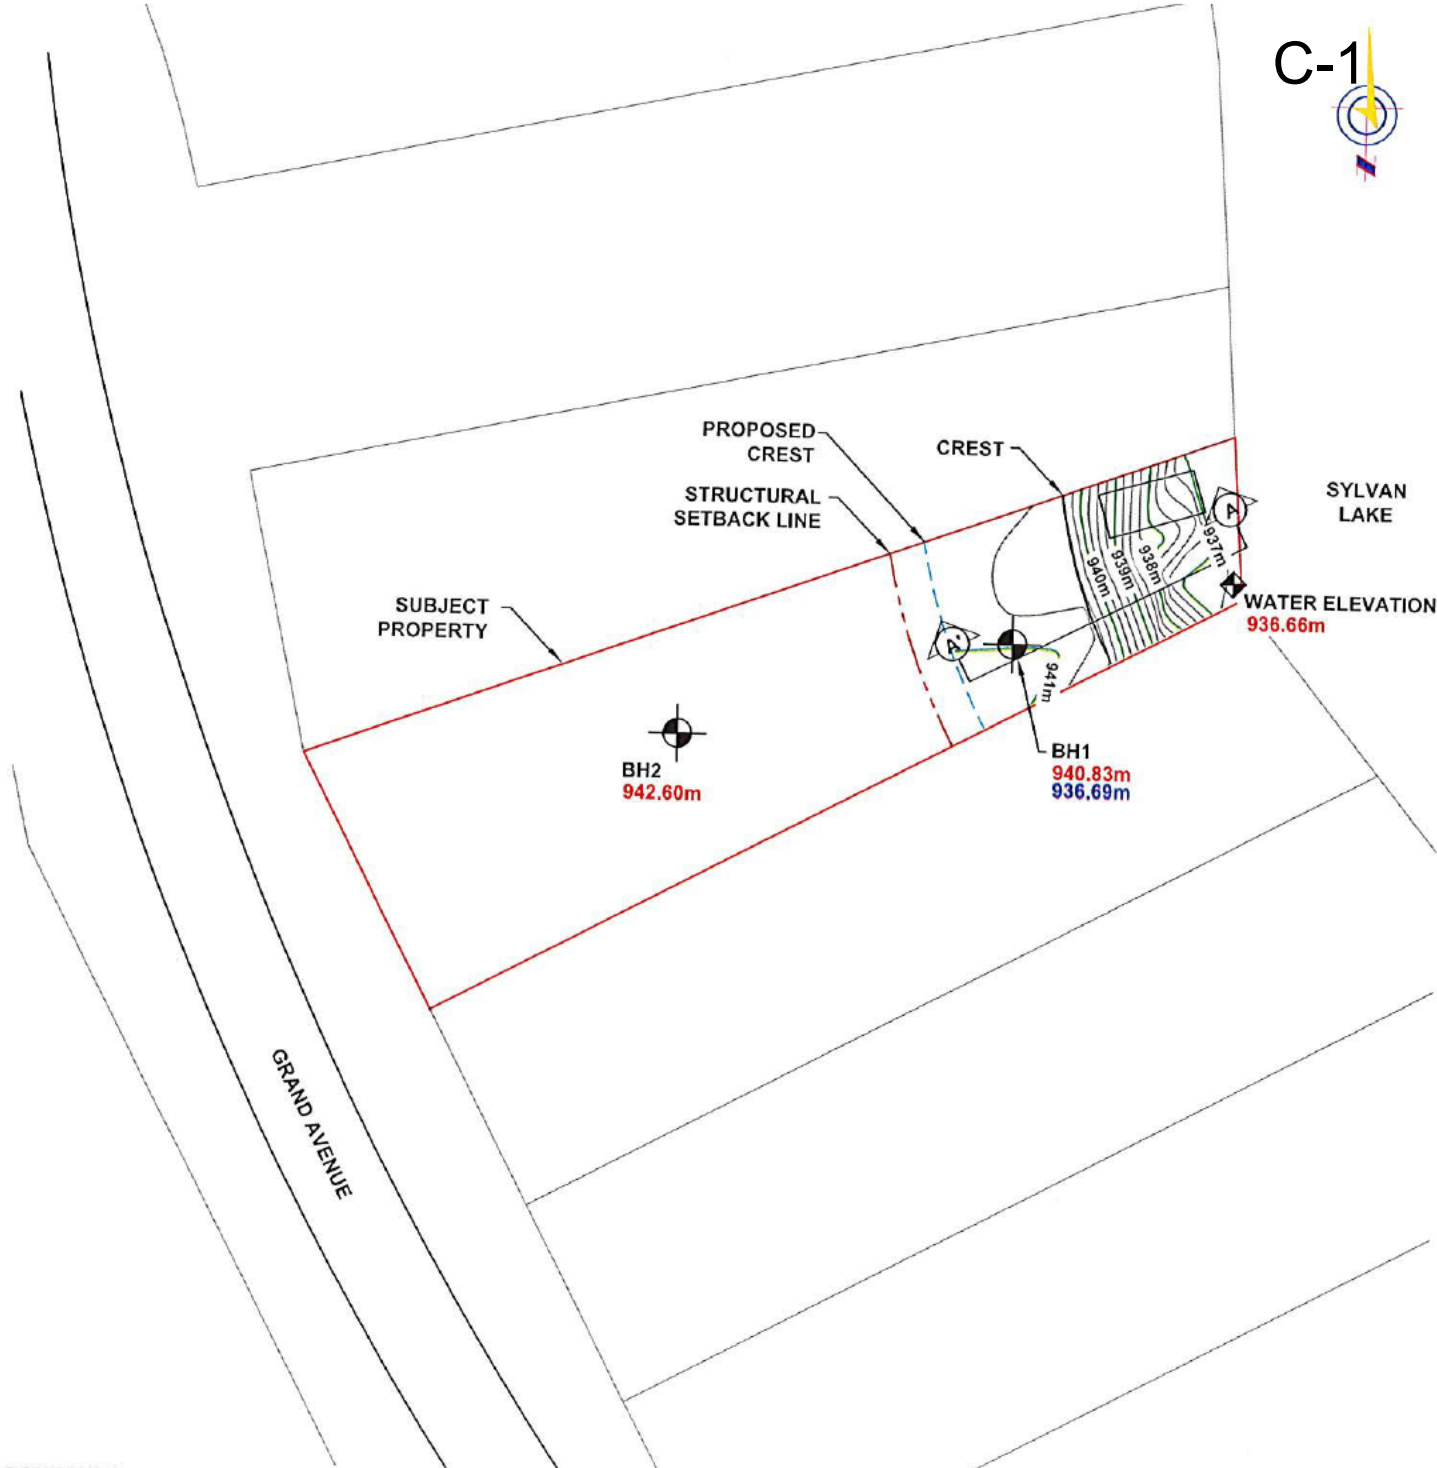 C-1
N
PROPOSED
CREST
CREST
STRUCTURAL
SETBACK LINE
SYLVAN
LAKE
A
937m
938m
939m
940m
SUBJECT
PROPERTY
WATER ELEVATION
936.66m
A'
941m
BH2
942.60m
BH1
940.83m
936.69m
GRAND AVENUE